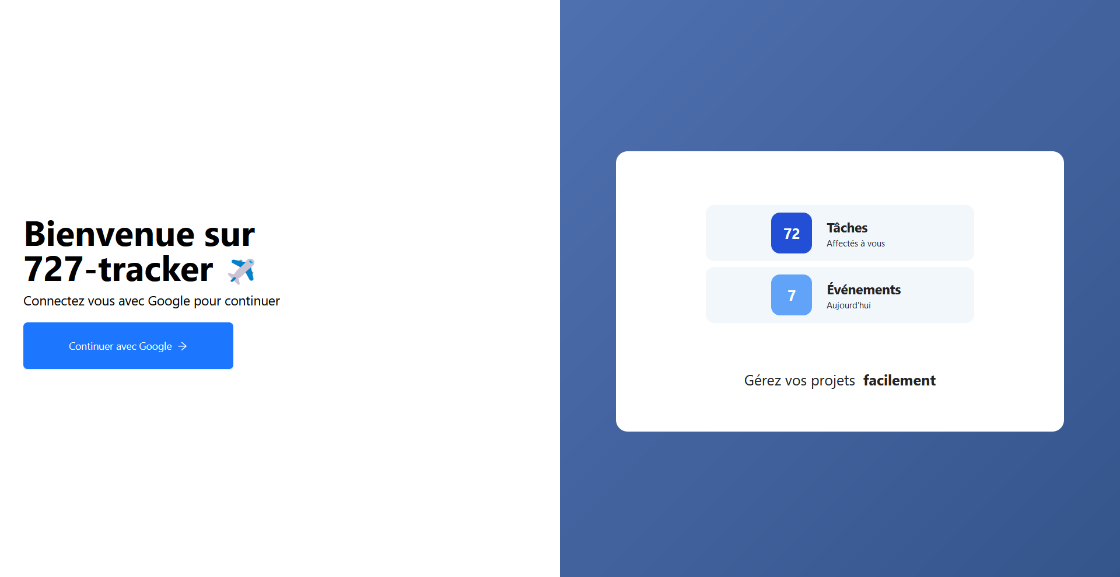 Bienvenue sur
727-tracker ✈️
Connectez vous avec Google pour continuer
Continuer avec Google →
72
Tâches
Affectés à vous
7
Événements
Aujourd'hui
Gérez vos projets facilement